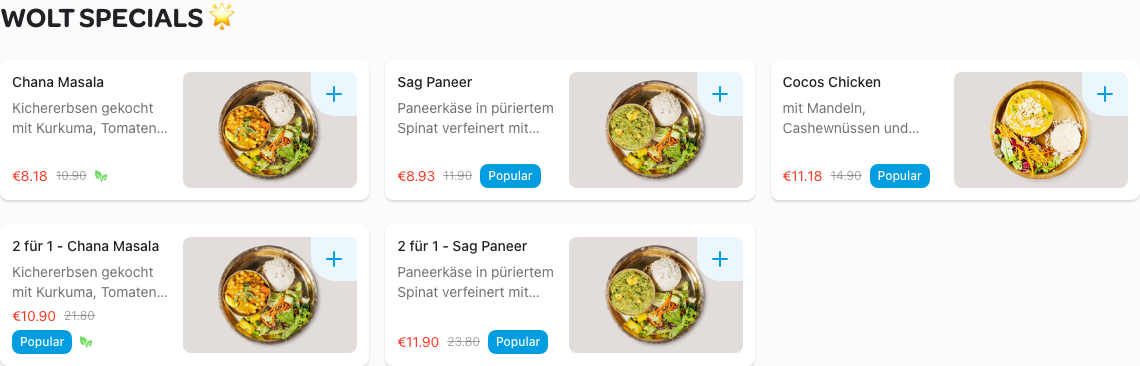 WOLT SPECIALS 🌟
Chana Masala
Kichererbsen gekocht
mit Kurkuma, Tomaten...
€8.18 10.90
Sag Paneer
Paneerkäse in püriertem
Spinat verfeinert mit...
€8.93 11.90 Popular
Cocos Chicken
mit Mandeln,
Cashewnüssen und...
€11.18 14.90 Popular
2 für 1 - Chana Masala
Kichererbsen gekocht
mit Kurkuma, Tomaten...
€10.90 21.80
Popular
2 für 1 - Sag Paneer
Paneerkäse in püriertem
Spinat verfeinert mit...
€11.90 23.80 Popular